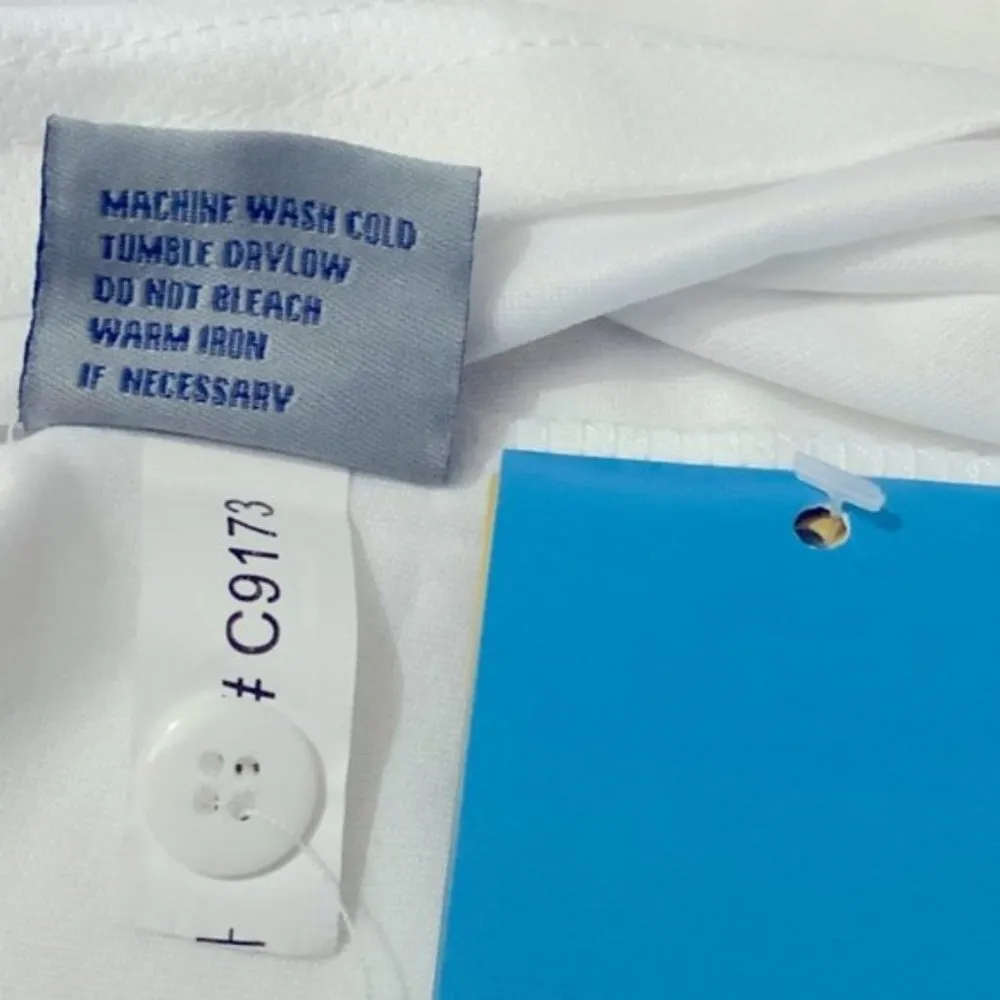 MACHINE WASH COLD
TUMBLE DRYLOW
DO NOT BLEACH
WARM IRON
IF NECESSARY
# C9173